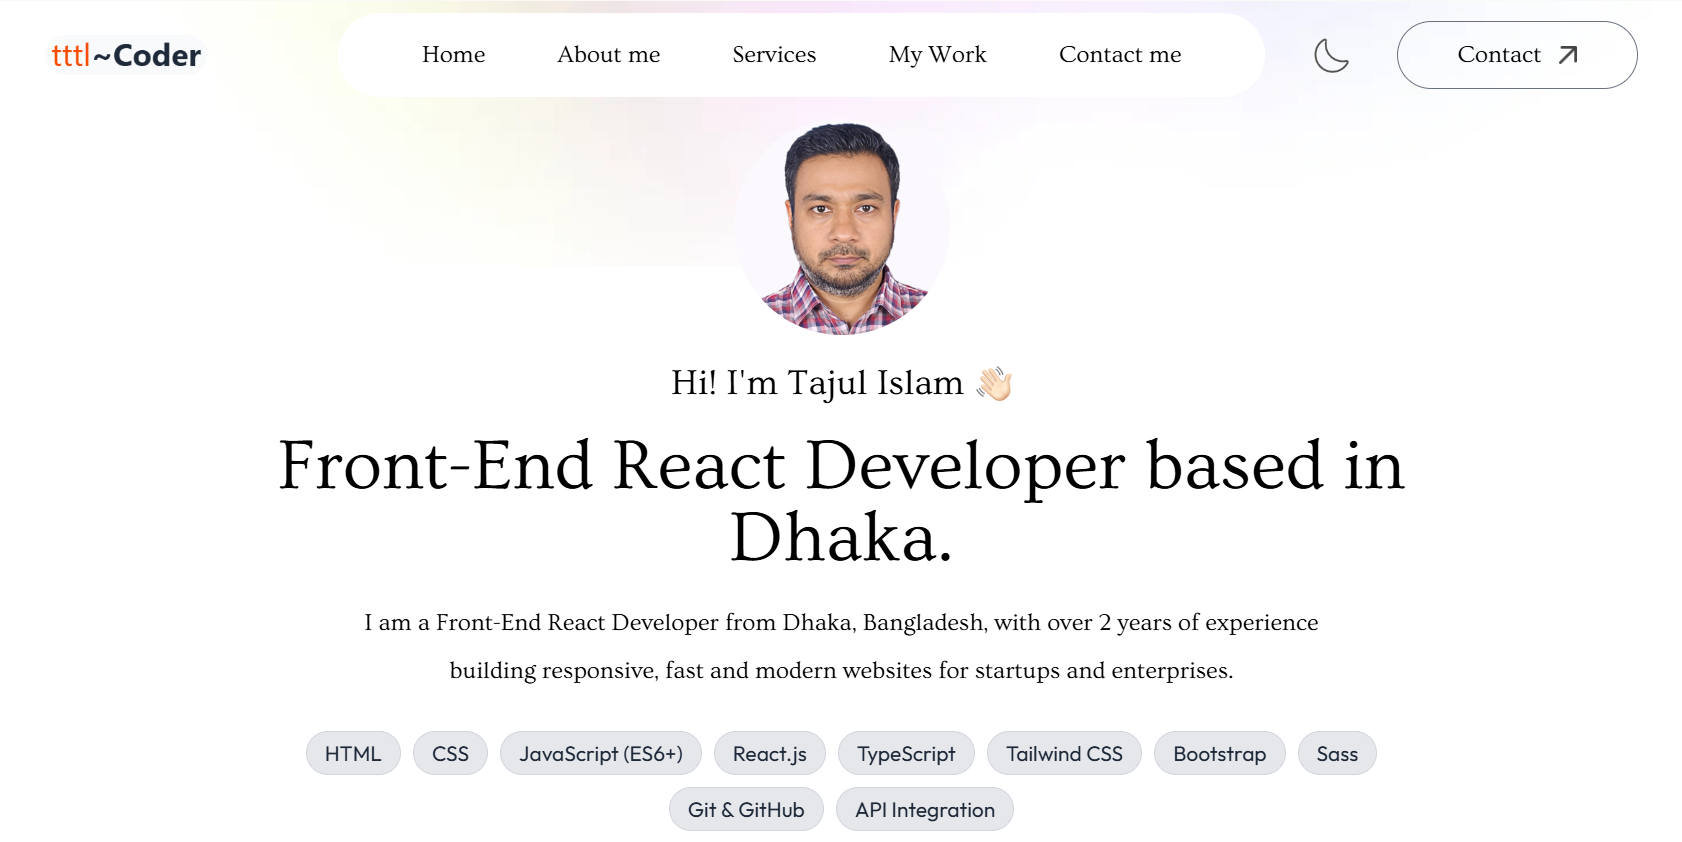 tttl~Coder
Home
About me
Services
My Work
Contact me
Contact
Hi! I'm Tajul Islam 👋🏻
Front-End React Developer based in
Dhaka.
I am a Front-End React Developer from Dhaka, Bangladesh, with over 2 years of experience
building responsive, fast and modern websites for startups and enterprises.
HTML
CSS
JavaScript (ES6+)
React.js
TypeScript
Tailwind CSS
Bootstrap
Sass
Git & GitHub
API Integration